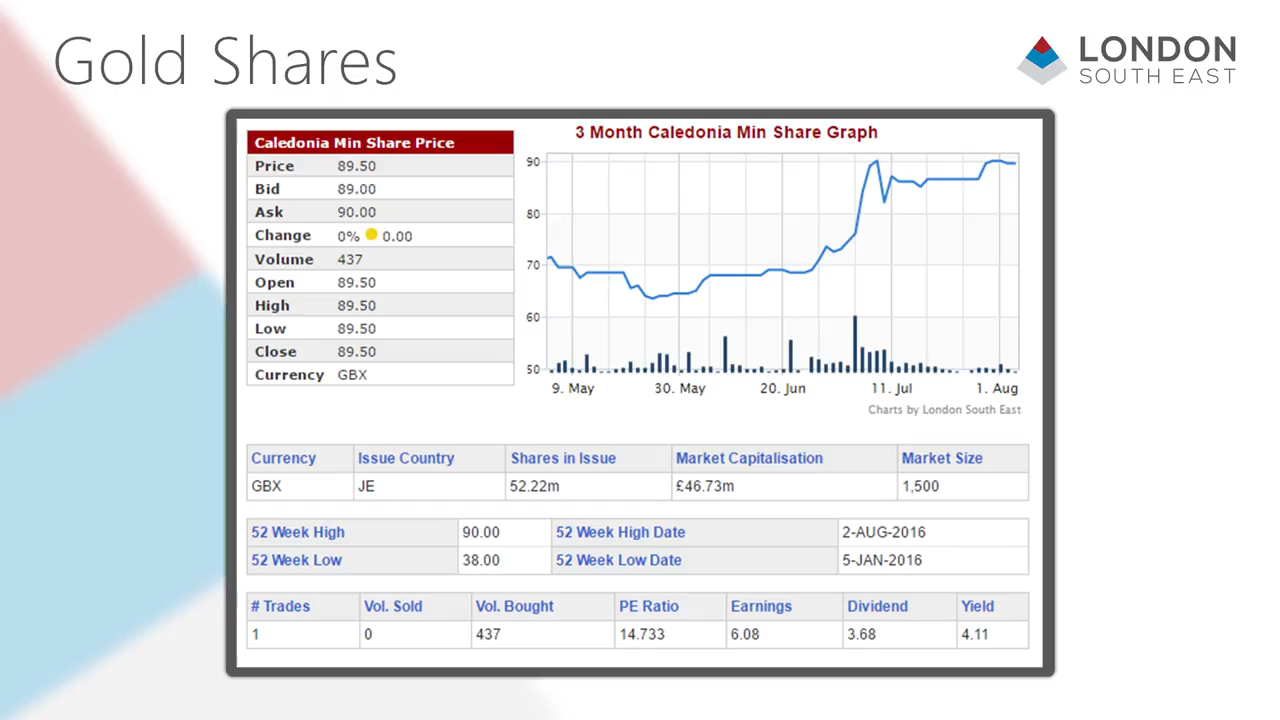 Gold Shares
LONDON
SOUTH EAST
Caledonia Min Share Price
Price 89.50
Bid 89.00
Ask 90.00
Change 0% 0.00
Volume 437
Open 89.50
High 89.50
Low 89.50
Close 89.50
Currency GBX
3 Month Caledonia Min Share Graph
90
80
70
60
50
9. May 30. May 20. Jun 11. Jul 1. Aug
Charts by London South East
Currency Issue Country Shares in Issue Market Capitalisation Market Size
GBX JE 52.22m £46.73m 1,500
52 Week High 90.00 52 Week High Date 2-AUG-2016
52 Week Low 38.00 52 Week Low Date 5-JAN-2016
# Trades Vol. Sold Vol. Bought PE Ratio Earnings Dividend Yield
1 0 437 14.733 6.08 3.68 4.11